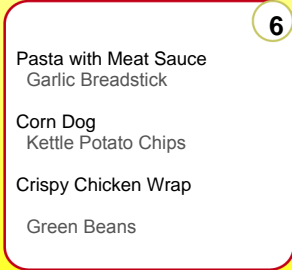 6
Pasta with Meat Sauce
Garlic Breadstick
Corn Dog
Kettle Potato Chips
Crispy Chicken Wrap
Green Beans